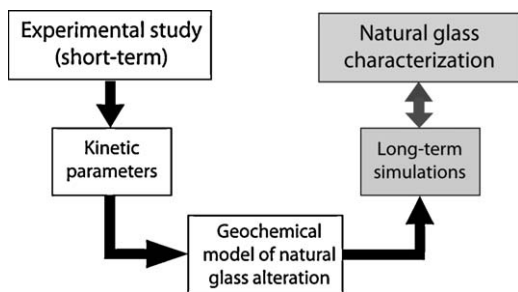 Experimental study
(short-term)
Kinetic
parameters
Geochemical
model of natural
glass alteration
Long-term
simulations
Natural glass
characterization